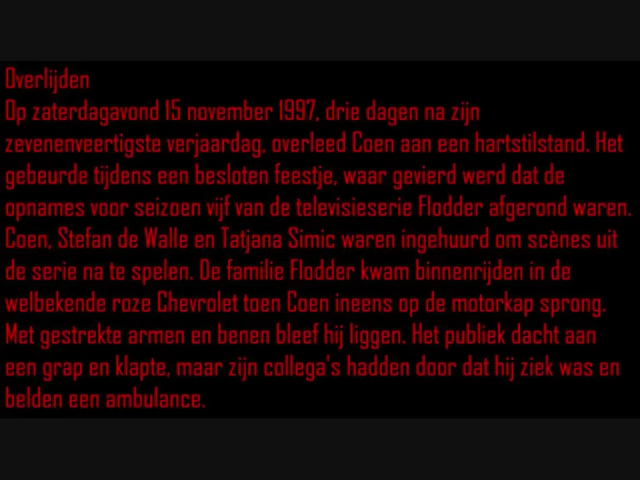 Overlijden
Op zaterdagavond 15 november 1997, drie dagen na zijn
zevenenveertigste verjaardag, overleed Coen aan een hartstilstand. Het
gebeurde tijdens een besloten feestje, waar gevierd werd dat de
opnames voor seizoen vijf van de televisieserie Flodder afgerond waren.
Coen, Stefan de Walle en Tatjana Simic waren ingehuurd om scènes uit
de serie na te spelen. De familie Flodder kwam binnenrijden in de
welbekende roze Chevrolet toen Coen ineens op de motorkap sprong.
Met gestrekte armen en benen bleef hij liggen. Het publiek dacht aan
een grap en klapte, maar zijn collega's hadden door dat hij ziek was en
belden een ambulance.